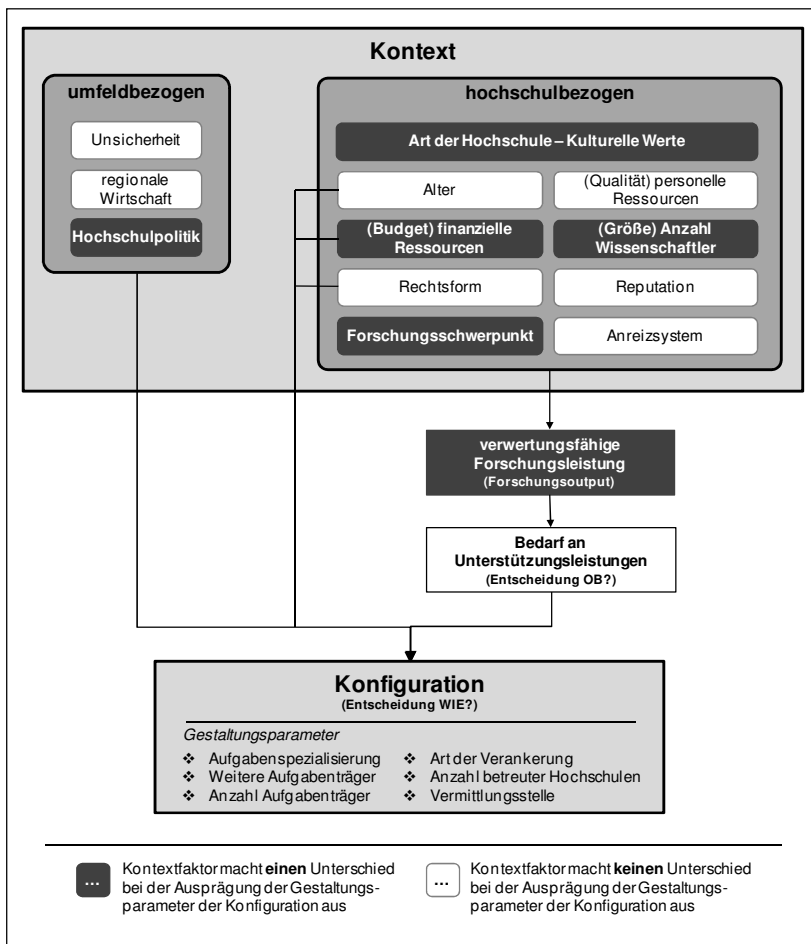 Kontext
umfeldbezogen
Unsicherheit
regionale
Wirtschaft
Hochschulpolitik
hochschulbezogen
Art der Hochschule – Kulturelle Werte
Alter
(Qualität) personelle
Ressourcen
(Budget) finanzielle
Ressourcen
(Größe) Anzahl
Wissenschaftler
Rechtsform
Reputation
Forschungsschwerpunkt
Anreizsystem
verwertungsfähige
Forschungsleistung
(Forschungsoutput)
Bedarf an
Unterstützungsleistungen
(Entscheidung OB?)
Konfiguration
(Entscheidung WIE?)
Gestaltungsparameter
❖ Aufgabenspezialisierung
❖ Weitere Aufgabenträger
❖ Anzahl Aufgabenträger
❖ Art der Verankerung
❖ Anzahl betreuter Hochschulen
❖ Vermittlungsstelle
...
Kontextfaktor macht einen Unterschied
bei der Ausprägung der Gestaltungs-
parameter der Konfiguration aus
...
Kontextfaktor macht keinen Unterschied
bei der Ausprägung der Gestaltungs-
parameter der Konfiguration aus